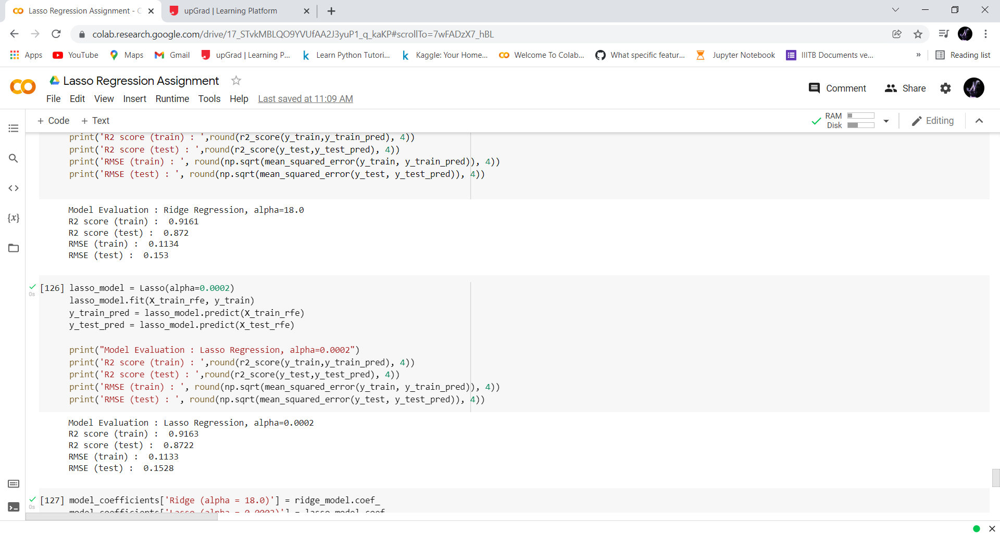 Lasso Regression Assignment - C
upGrad | Learning Platform
colab.research.google.com/drive/17_STvkMBLQO9YVUfAA2J3yuP1_q_kaKP#scrollTo=7wFADzX7_hBL
Apps YouTube Maps Gmail upGrad | Learning P... Learn Python Tutori... Kaggle: Your Home... Welcome To Colab... What specific featur... Jupyter Notebook IIITB Documents ve... » Reading list
Lasso Regression Assignment
Comment Share
File Edit View Insert Runtime Tools Help Last saved at 11:09 AM
+ Code + Text
RAM
Disk
Editing
print('R2 score (train) : ',round(r2_score(y_train,y_train_pred), 4))
print('R2 score (test) : ',round(r2_score(y_test,y_test_pred), 4))
print('RMSE (train) : ', round(np.sqrt(mean_squared_error(y_train, y_train_pred)), 4))
print('RMSE (test) : ', round(np.sqrt(mean_squared_error(y_test, y_test_pred)), 4))
Model Evaluation : Ridge Regression, alpha=18.0
R2 score (train) :  0.9161
R2 score (test) :  0.872
RMSE (train) :  0.1134
RMSE (test) :  0.153
[126] lasso_model = Lasso(alpha=0.0002)
0s
lasso_model.fit(X_train_rfe, y_train)
y_train_pred = lasso_model.predict(X_train_rfe)
y_test_pred = lasso_model.predict(X_test_rfe)
print("Model Evaluation : Lasso Regression, alpha=0.0002")
print('R2 score (train) : ',round(r2_score(y_train,y_train_pred), 4))
print('R2 score (test) : ',round(r2_score(y_test,y_test_pred), 4))
print('RMSE (train) : ', round(np.sqrt(mean_squared_error(y_train, y_train_pred)), 4))
print('RMSE (test) : ', round(np.sqrt(mean_squared_error(y_test, y_test_pred)), 4))
Model Evaluation : Lasso Regression, alpha=0.0002
R2 score (train) :  0.9163
R2 score (test) :  0.8722
RMSE (train) :  0.1133
RMSE (test) :  0.1528
[127] model_coefficients['Ridge (alpha = 18.0)'] = ridge_model.coef_
0s
model_coefficients['Lasso (alpha = 0.0002)'] = lasso_model.coef_